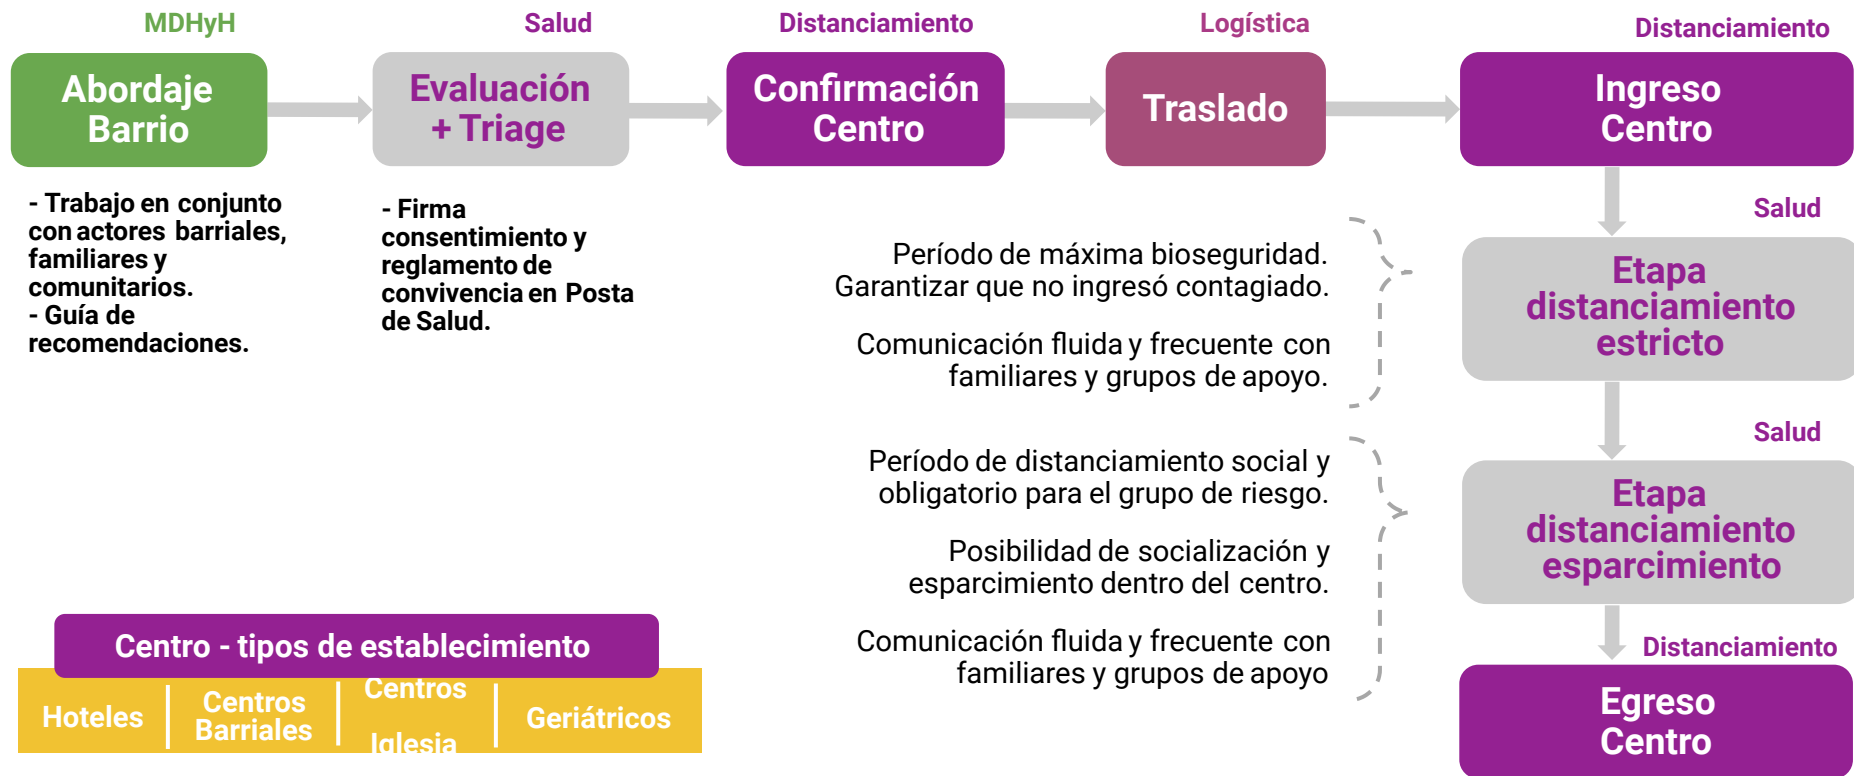 MDHyH
Abordaje
Barrio
- Trabajo en conjunto
con actores barriales,
familiares y
comunitarios.
- Guía de
recomendaciones.
Salud
Evaluación
+ Triage
- Firma
consentimiento y
reglamento de
convivencia en Posta
de Salud.
Distanciamiento
Confirmación
Centro
Logística
Traslado
Distanciamiento
Ingreso
Centro
Salud
Etapa
distanciamiento
estricto
Período de máxima bioseguridad.
Garantizar que no ingresó contagiado.
Comunicación fluida y frecuente con
familiares y grupos de apoyo.
Salud
Etapa
distanciamiento
esparcimiento
Período de distanciamiento social y
obligatorio para el grupo de riesgo.
Posibilidad de socialización y
esparcimiento dentro del centro.
Comunicación fluida y frecuente con
familiares y grupos de apoyo
Distanciamiento
Egreso
Centro
Centro - tipos de establecimiento
Hoteles
Centros
Barriales
Centros
Iglesia
Geriátricos